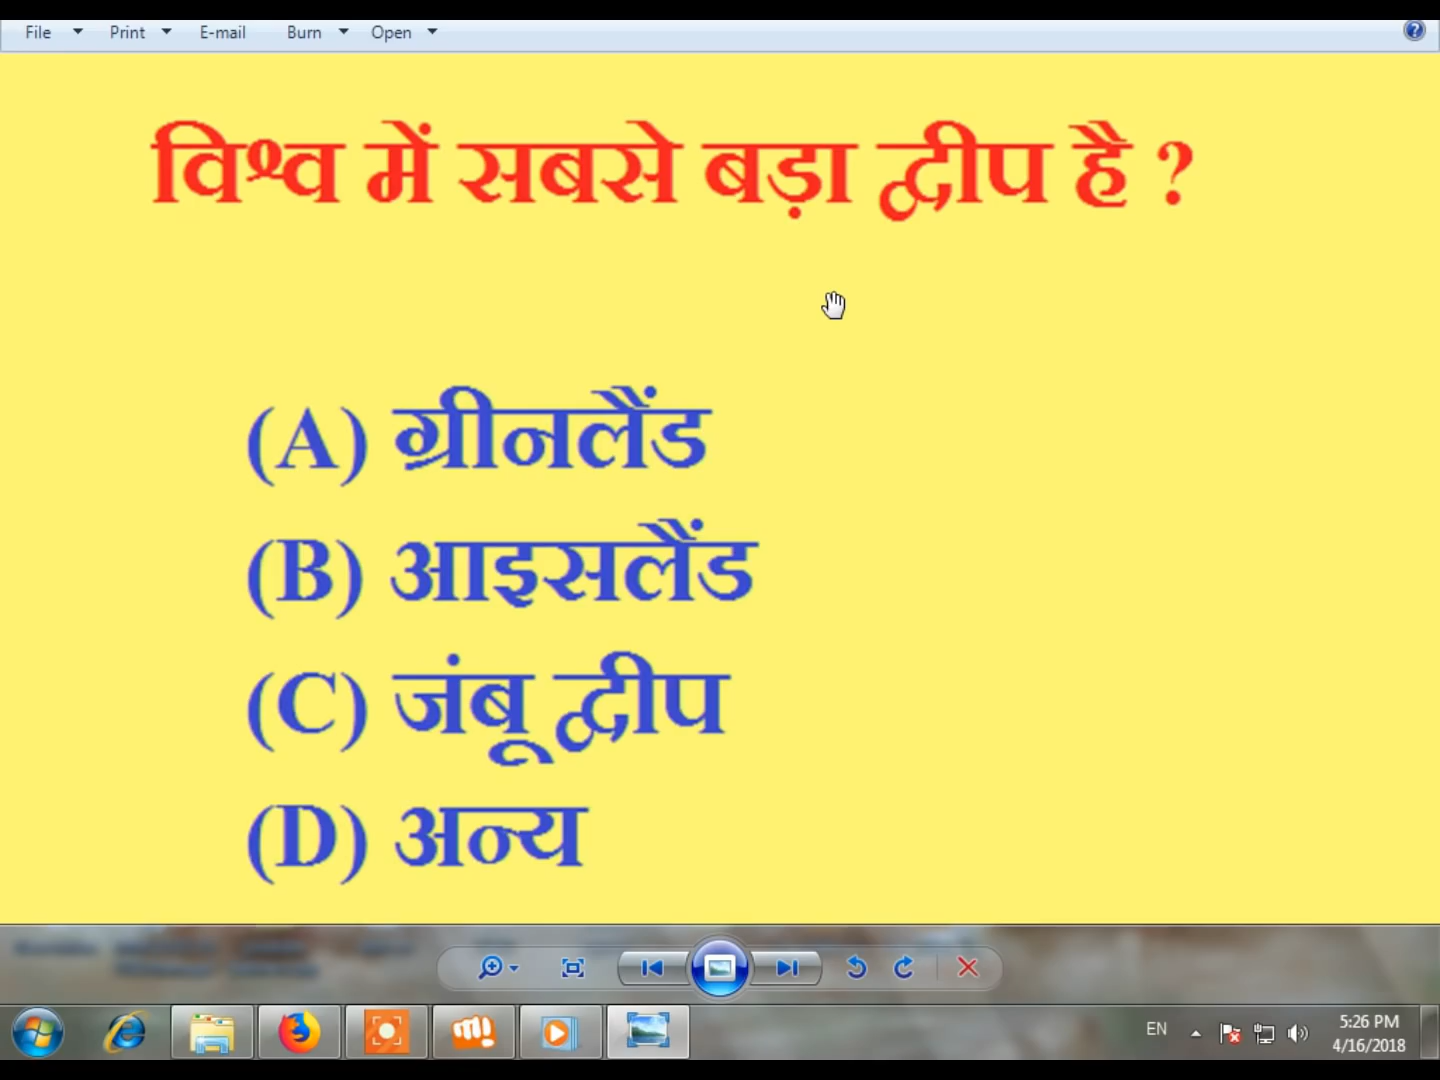 File Print E-mail Burn Open
विश्व में सबसे बड़ा द्वीप है ?
(A) ग्रीनलैंड
(B) आइसलैंड
(C) जंबू द्वीप
(D) अन्य
EN
5:26 PM
4/16/2018